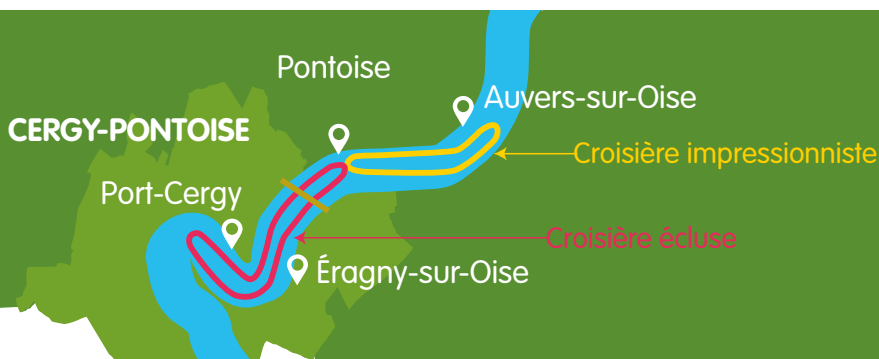 Pontoise
Auvers-sur-Oise
CERGY-PONTOISE
Croisière impressionniste
Port-Cergy
Croisière écluse
Éragny-sur-Oise